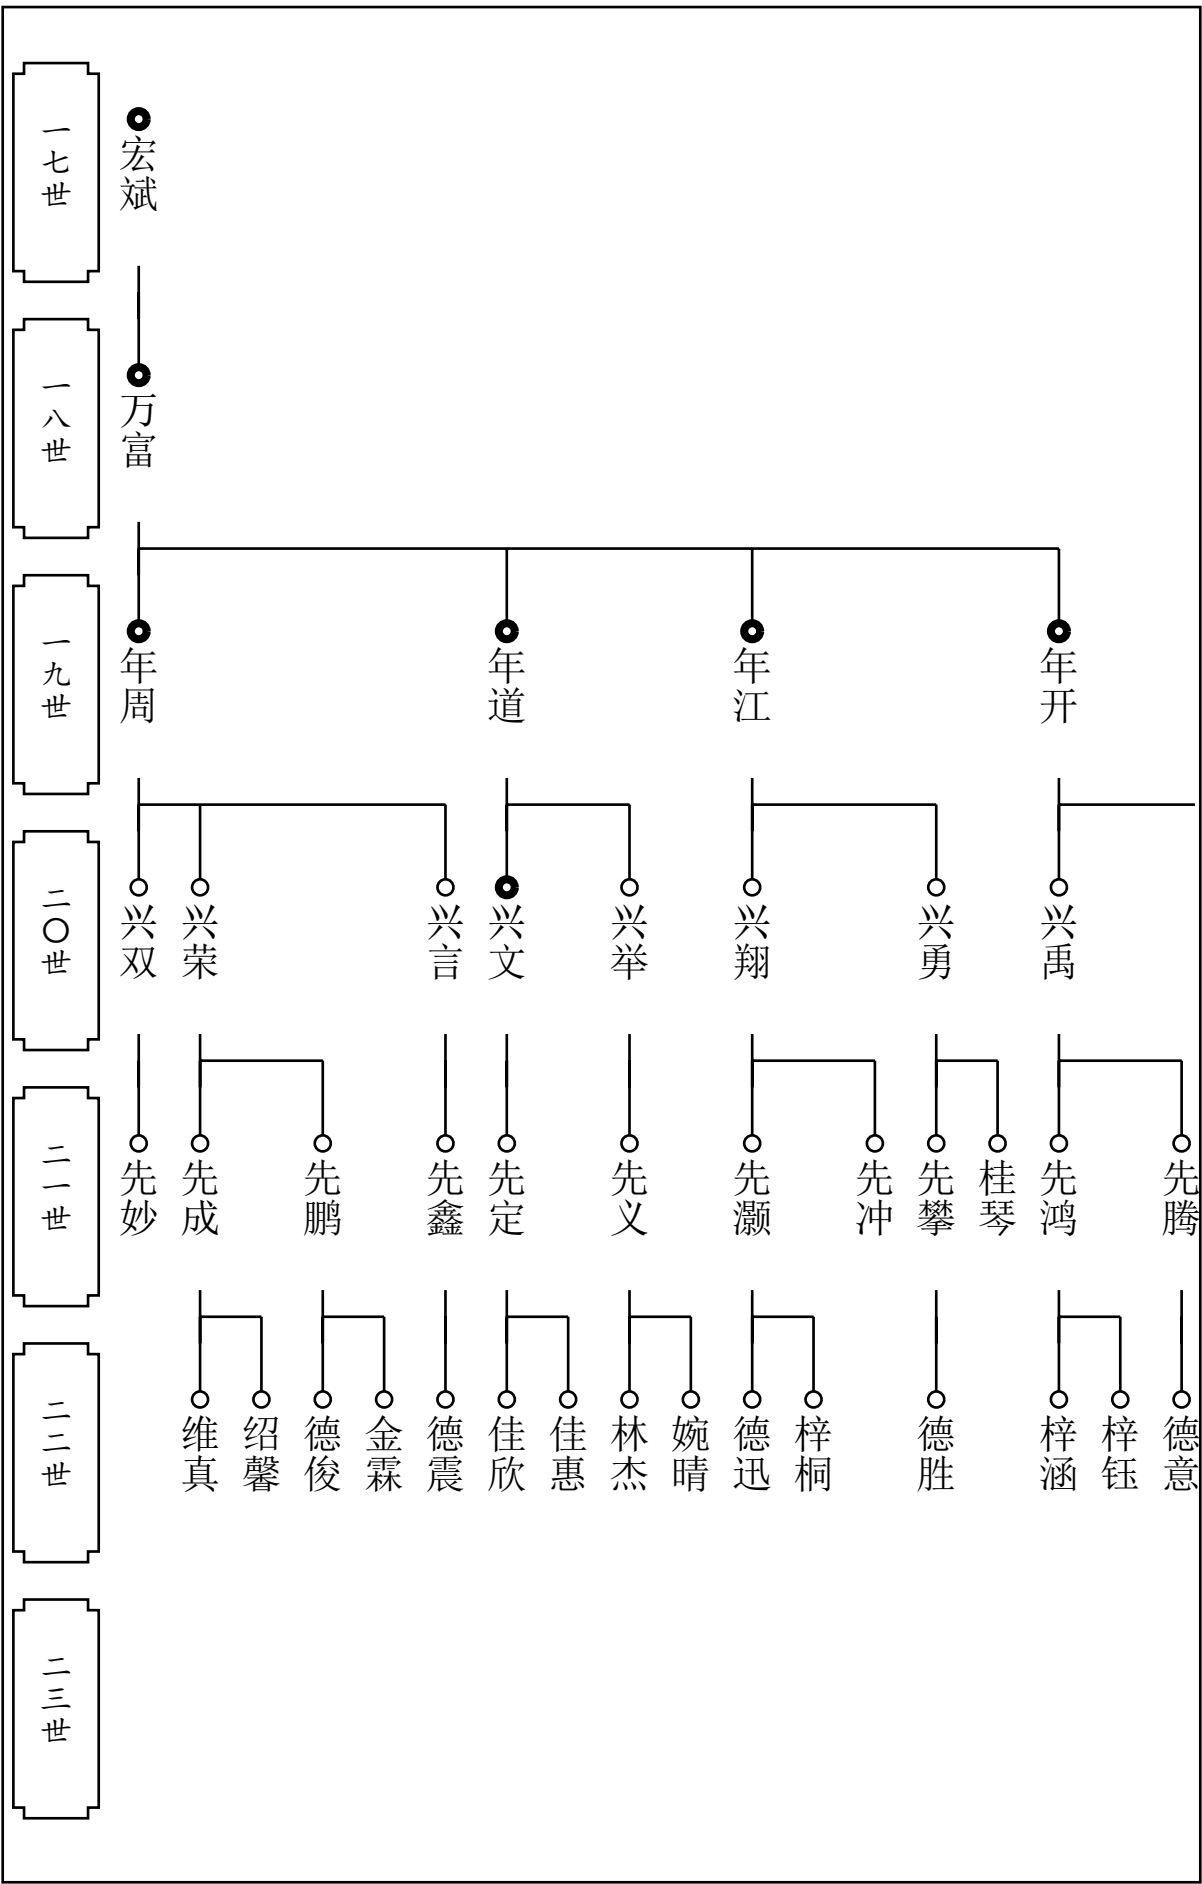 一七世
宏斌
一八世
万富
一九世
年周
年道
年江
年开
二〇世
兴双
兴荣
兴言
兴文
兴举
兴翔
兴勇
兴禹
二一世
先妙
先成
先鹏
先鑫
先定
先义
先灏
先冲
先攀
桂琴
先鸿
先腾
二二世
维真
绍馨
德俊
金霖
德震
佳欣
佳惠
林杰
婉晴
德迅
梓桐
德胜
梓涵
梓钰
德意
二三世